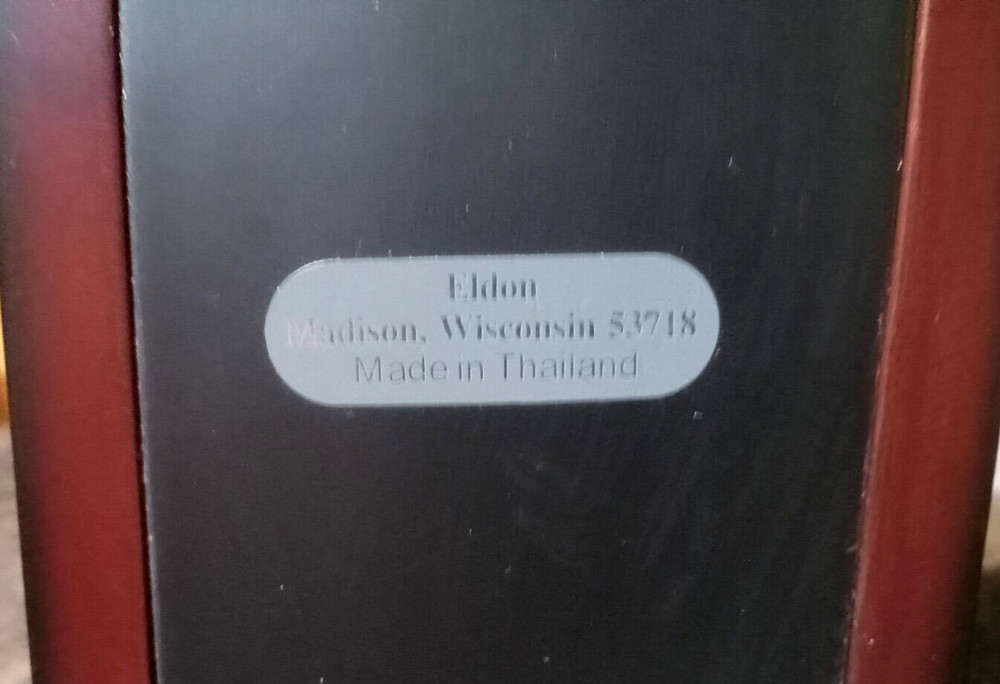 Eldon
Madison, Wisconsin 53718
Made in Thailand